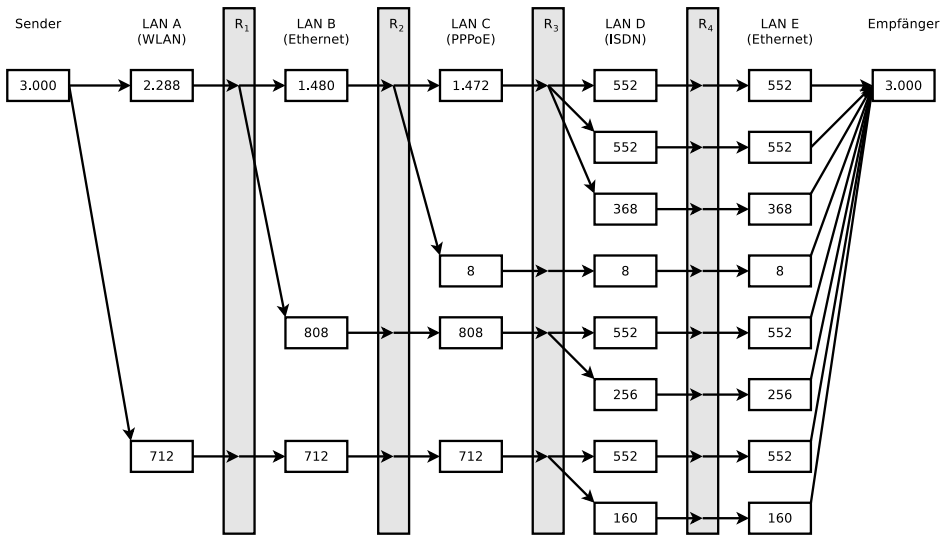 Sender LAN A R1 LAN B R2 LAN C R3 LAN D R4 LAN E Empfänger
(WLAN) (Ethernet) (PPPoE) (ISDN) (Ethernet)
3.000 2.288 1.480 1.472 552 552 3.000
552 552
368 368
8 8 8
808 808 552 552
256 256
712 712 712 552 552
160 160